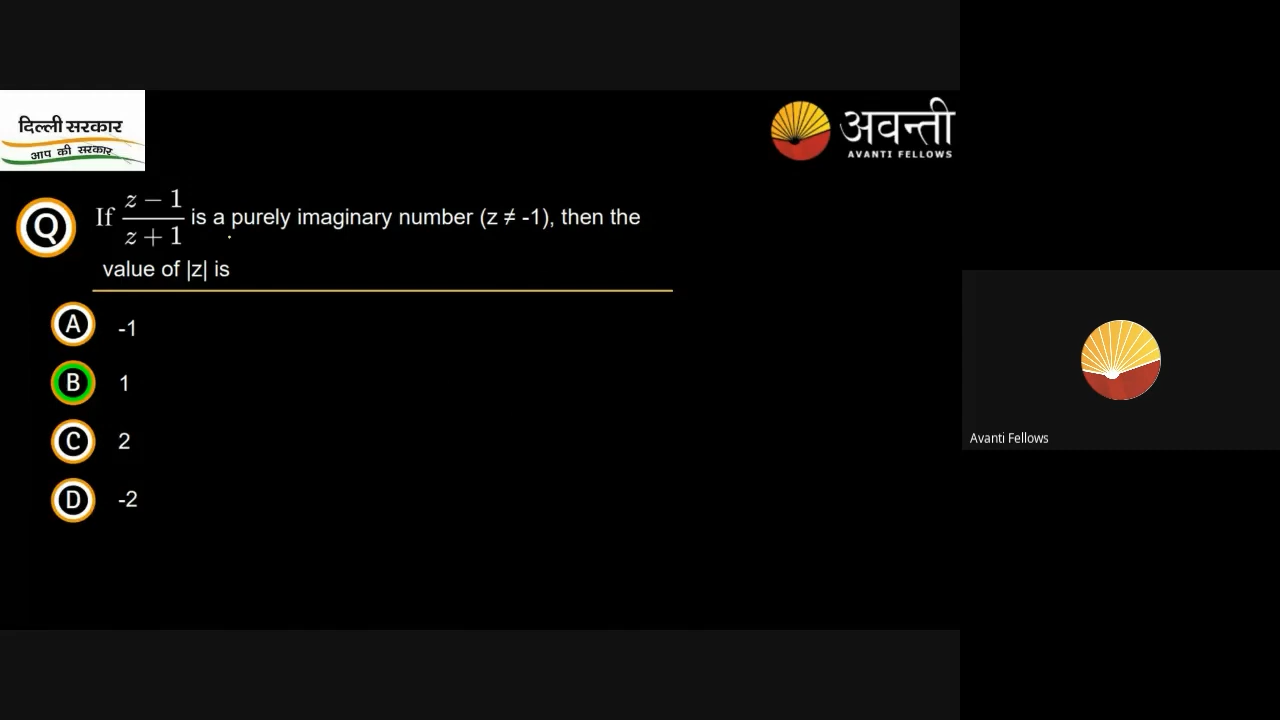 दिल्ली सरकार
आप की सरकार
अवन्ती
AVANTI FELLOWS
Q
If \frac{z-1}{z+1} is a purely imaginary number (z ≠ -1), then the
value of |z| is
A -1
B 1
C 2
D -2
Avanti Fellows